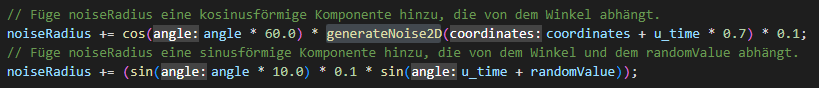 // Füge noiseRadius eine kosinusförmige Komponente hinzu, die von dem Winkel abhängt.
noiseRadius += cos(angle: angle * 60.0) * generateNoise2D(coordinates: coordinates + u_time * 0.7) * 0.1;
// Füge noiseRadius eine sinusförmige Komponente hinzu, die von dem Winkel und dem randomValue abhängt.
noiseRadius += (sin(angle: angle * 10.0) * 0.1 * sin(angle: u_time + randomValue));